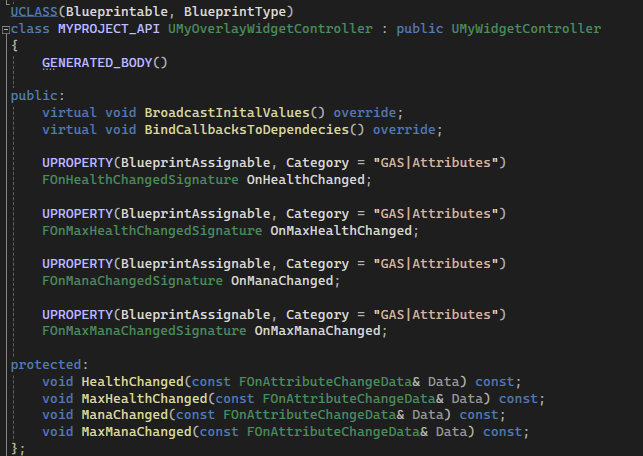 UCLASS(Blueprintable, BlueprintType)
class MYPROJECT_API UMyOverlayWidgetController : public UMyWidgetController
{
GENERATED_BODY()
public:
virtual void BroadcastInitalValues() override;
virtual void BindCallbacksToDependecies() override;
UPROPERTY(BlueprintAssignable, Category = "GAS|Attributes")
FOnHealthChangedSignature OnHealthChanged;
UPROPERTY(BlueprintAssignable, Category = "GAS|Attributes")
FOnMaxHealthChangedSignature OnMaxHealthChanged;
UPROPERTY(BlueprintAssignable, Category = "GAS|Attributes")
FOnManaChangedSignature OnManaChanged;
UPROPERTY(BlueprintAssignable, Category = "GAS|Attributes")
FOnMaxManaChangedSignature OnMaxManaChanged;
protected:
void HealthChanged(const FOnAttributeChangeData& Data) const;
void MaxHealthChanged(const FOnAttributeChangeData& Data) const;
void ManaChanged(const FOnAttributeChangeData& Data) const;
void MaxManaChanged(const FOnAttributeChangeData& Data) const;
};